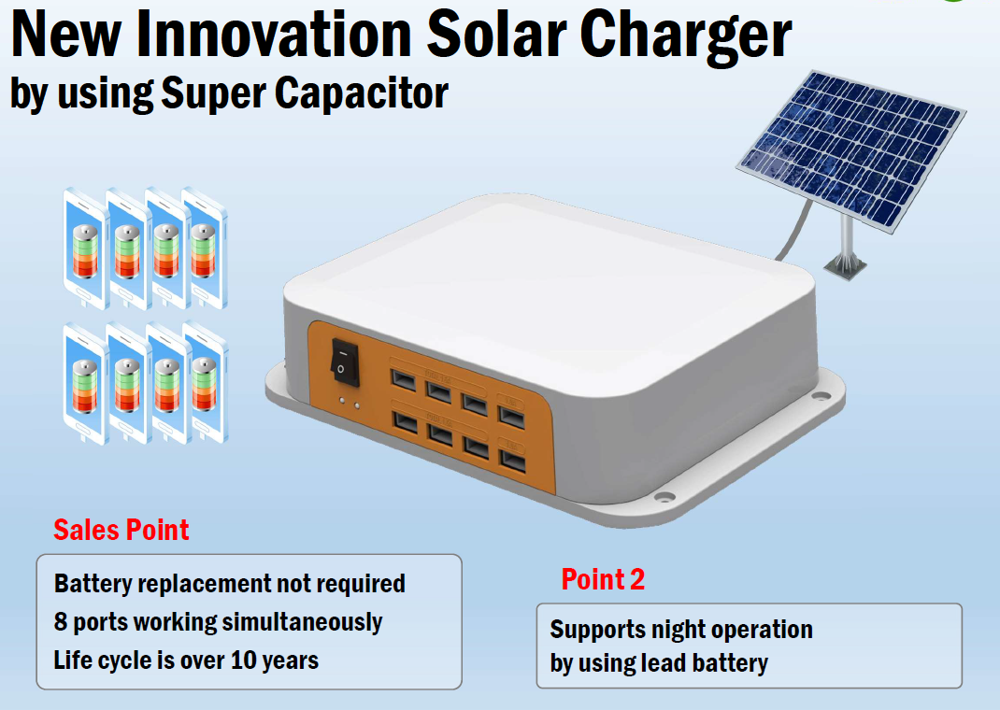 New Innovation Solar Charger
by using Super Capacitor
Sales Point
Battery replacement not required
8 ports working simultaneously
Life cycle is over 10 years
Point 2
Supports night operation
by using lead battery